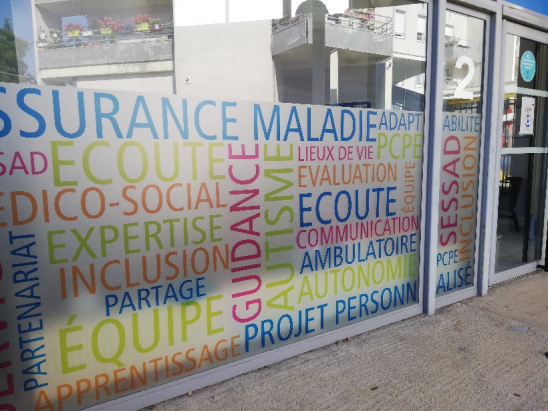 SSURANCE MALADIE
ADAPT
ABILITE
SSAD
ECOUTE
LIEUX DE VIE
PCPE
EDICO-SOCIAL
GUIDANCE
AUTISME
EVALUATION
ÉQUIPE
EXPERTISE
ECOUTE
COMMUNICATION
INCLUSION
AMBULATOIRE
PARTENARIAT
PARTAGE
AUTONOMIE
ÉQUIPE
PROJET PERSONN
APPRENTISSAGE
2
SESSAD
INCLUSION
PCPE
ALISÉ